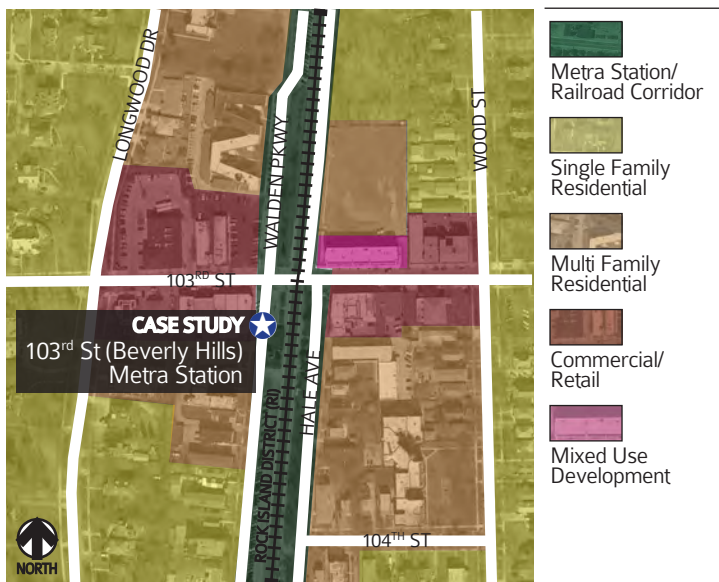 LONGWOOD DR
WALDEN PKWY
WOOD ST
103RD ST
CASE STUDY
103rd St (Beverly Hills)
Metra Station
HALE AVE
ROCK ISLAND DISTRICT (RI)
104TH ST
NORTH
Metra Station/
Railroad Corridor
Single Family
Residential
Multi Family
Residential
Commercial/
Retail
Mixed Use
Development